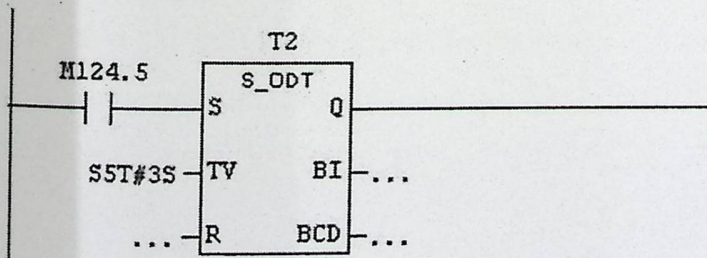 T2
M124.5
S_ODT
S Q
S5T#3S TV BI ...
... R BCD ...